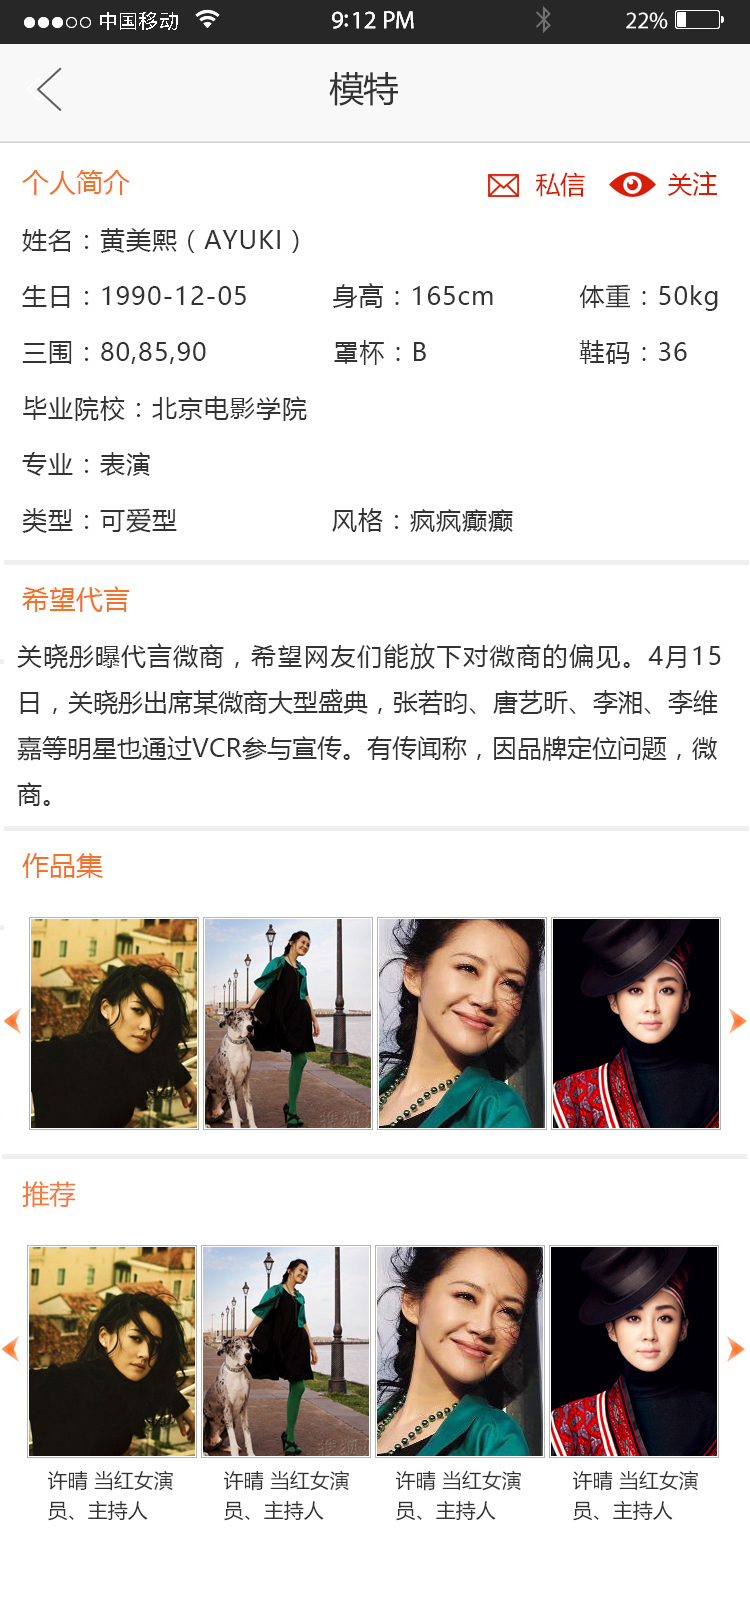 中国移动 9:12 PM 22%
模特
个人简介 私信 关注
姓名：黄美熙（AYUKI）
生日：1990-12-05 身高：165cm 体重：50kg
三围：80,85,90 罩杯：B 鞋码：36
毕业院校：北京电影学院
专业：表演
类型：可爱型 风格：疯疯癫癫
希望代言
关晓彤曝代言微商，希望网友们能放下对微商的偏见。4月15
日，关晓彤出席某微商大型盛典，张若昀、唐艺昕、李湘、李维
嘉等明星也通过VCR参与宣传。有传闻称，因品牌定位问题，微
商。
作品集
推荐
许晴 当红女演 许晴 当红女演 许晴 当红女演 许晴 当红女演
员、主持人 员、主持人 员、主持人 员、主持人